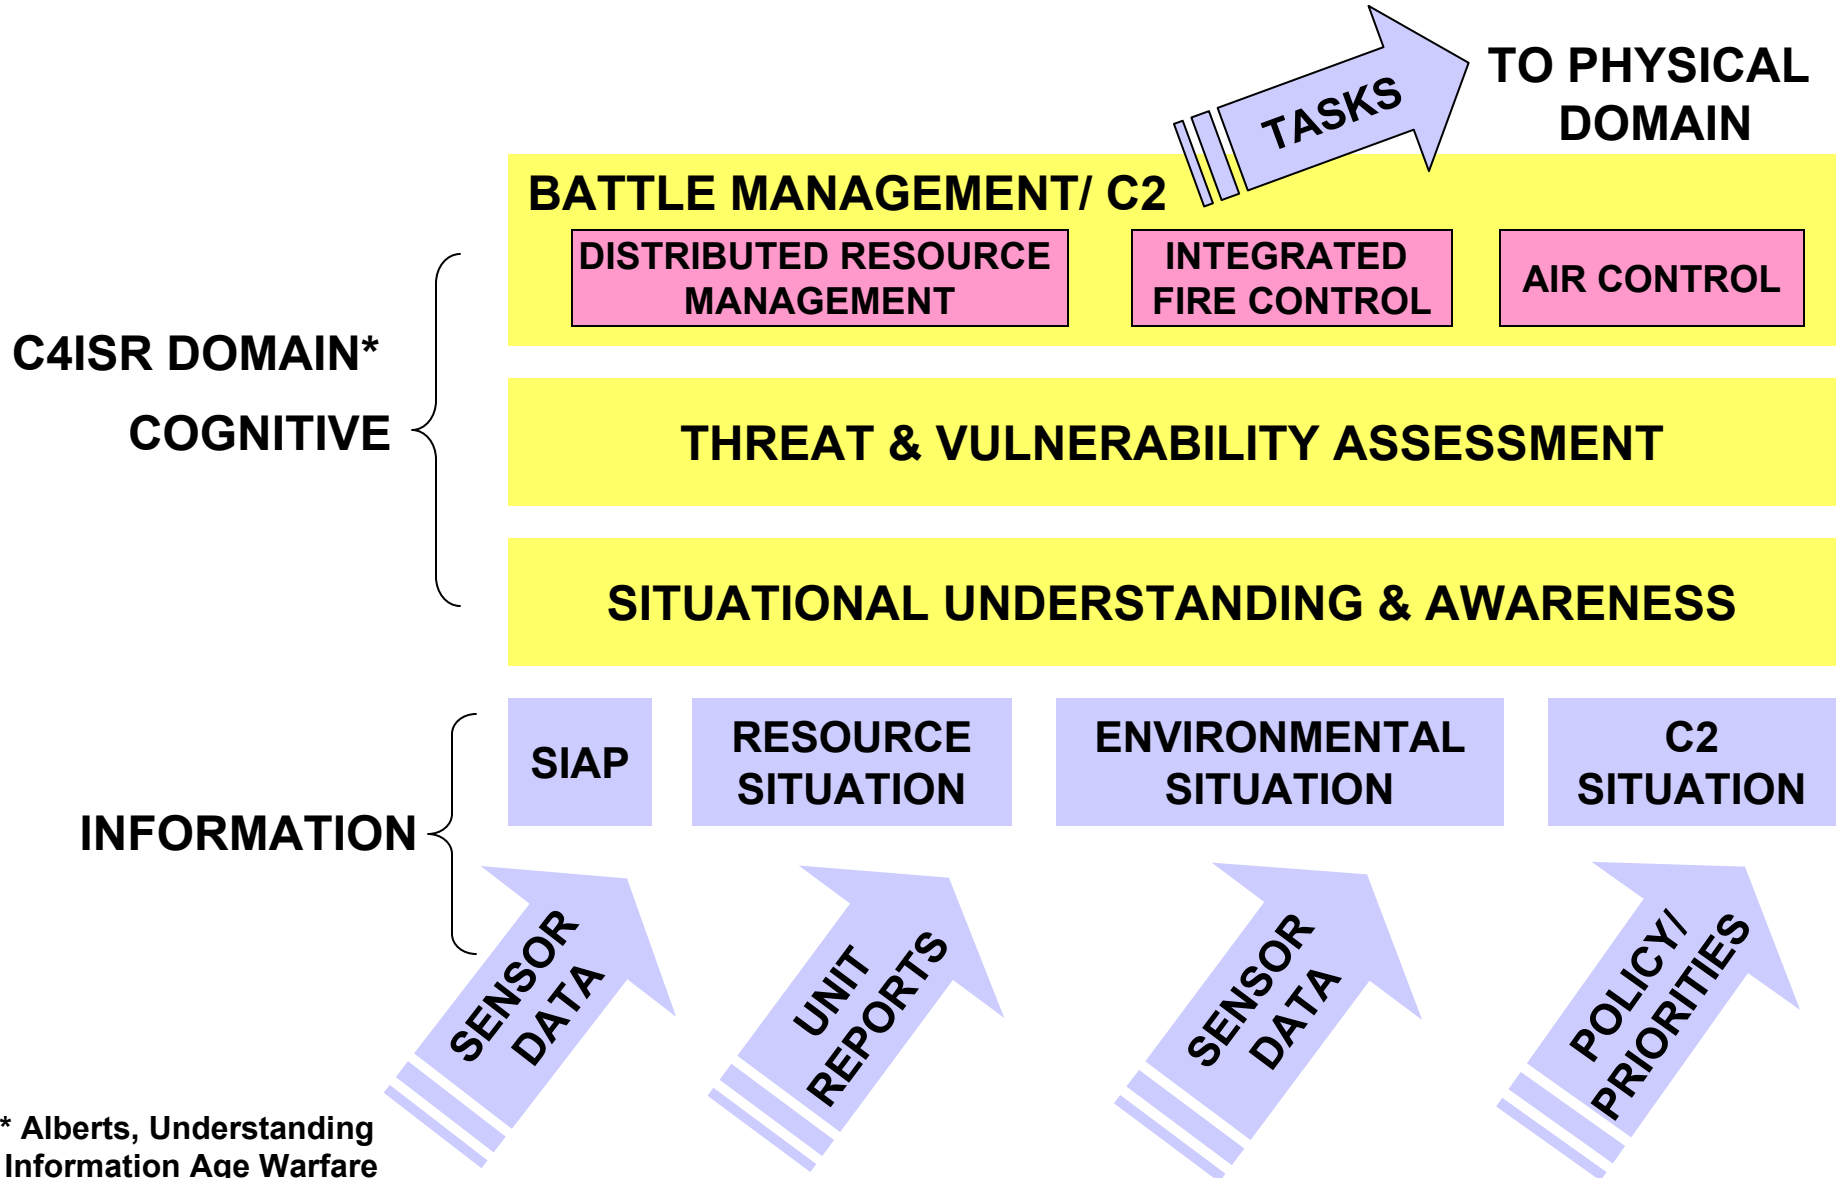 TASKS
TO PHYSICAL
DOMAIN
BATTLE MANAGEMENT/ C2
DISTRIBUTED RESOURCE
MANAGEMENT
INTEGRATED
FIRE CONTROL
AIR CONTROL
C4ISR DOMAIN*
COGNITIVE
THREAT & VULNERABILITY ASSESSMENT
SITUATIONAL UNDERSTANDING & AWARENESS
INFORMATION
SIAP
RESOURCE
SITUATION
ENVIRONMENTAL
SITUATION
C2
SITUATION
SENSOR
DATA
UNIT
REPORTS
SENSOR
DATA
POLICY/
PRIORITIES
* Alberts, Understanding
Information Age Warfare